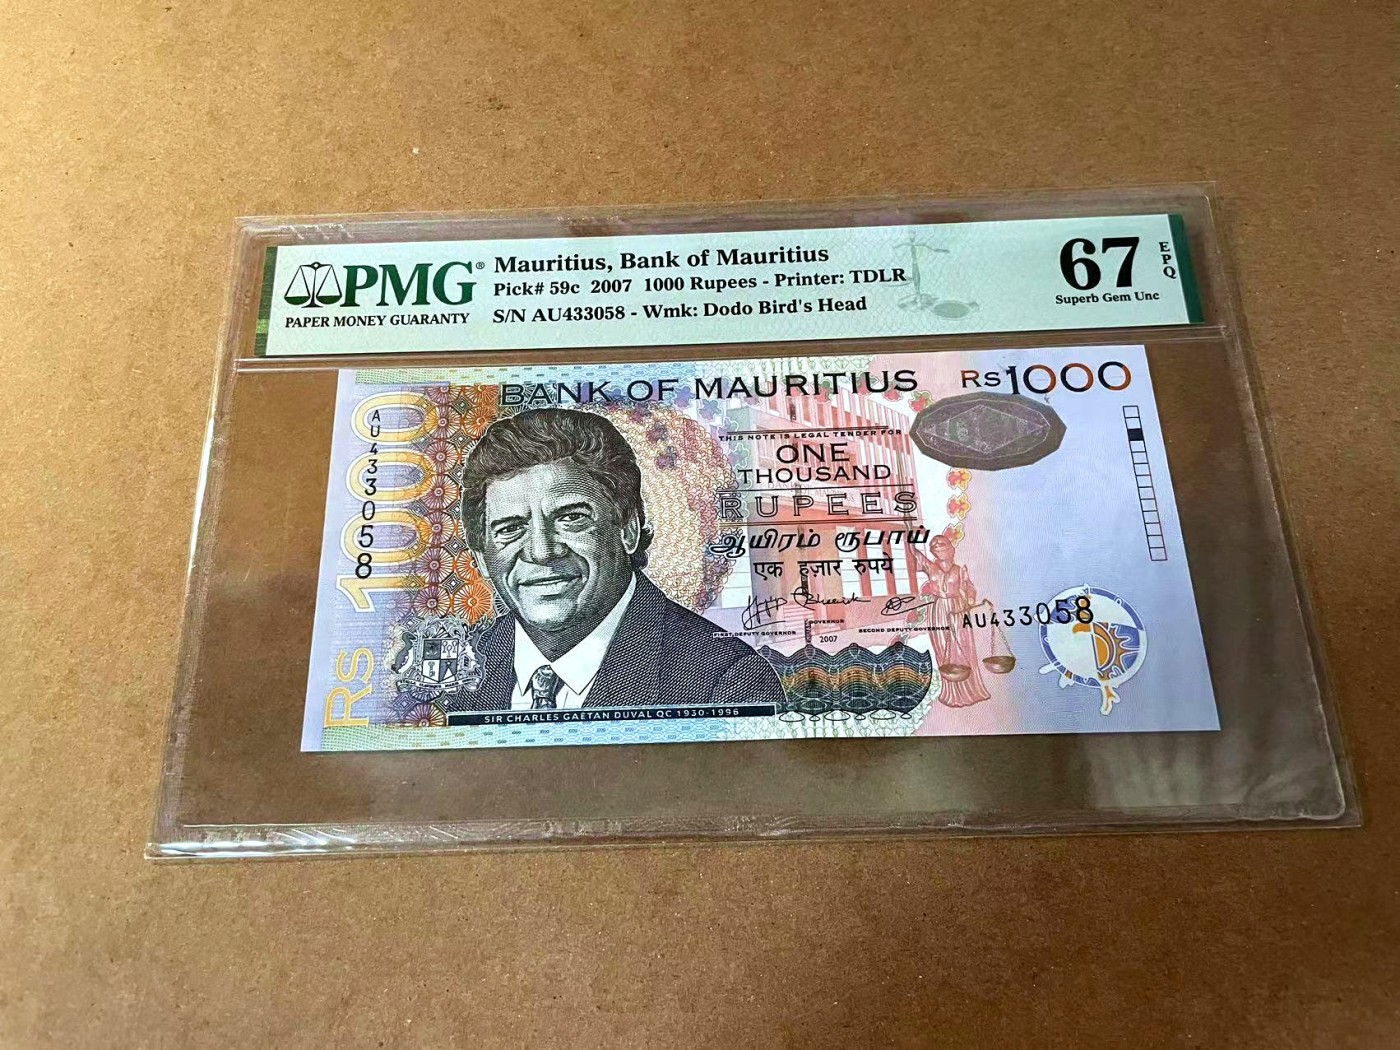 PMG®
PAPER MONEY GUARANTY
Mauritius, Bank of Mauritius
Pick# 59c 2007 1000 Rupees - Printer: TDLR
S/N AU433058 - Wmk: Dodo Bird's Head
67
EPQ
Superb Gem Unc
BANK OF MAURITIUS
Rs1000
AU433058
Rs 1000
THIS NOTE IS LEGAL TENDER FOR
ONE
THOUSAND
RUPEES
ஆயிரம் ரூபாய்
एक हज़ार रुपये
FIRST DEPUTY GOVERNOR
GOVERNOR
SECOND DEPUTY GOVERNOR
2007
AU433058
SIR CHARLES GAËTAN DUVAL QC 1930-1996